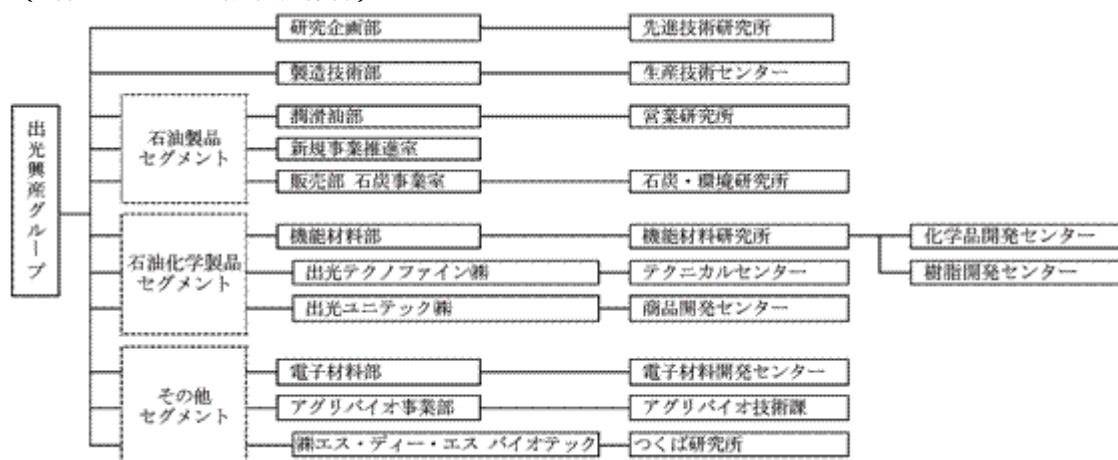 研究企画部
先進技術研究所
製造技術部
生産技術センター
出光興産グループ
石油製品
セグメント
潤滑油部
営業研究所
新規事業推進室
販売部 石炭事業室
石炭・環境研究所
石油化学製品
セグメント
機能材料部
機能材料研究所
化学品開発センター
樹脂開発センター
出光テクノファイン㈱
テクニカルセンター
出光ユニテック㈱
商品開発センター
その他
セグメント
電子材料部
電子材料開発センター
アグリバイオ事業部
アグリバイオ技術課
㈱エス・ディー・エス バイオテック
つくば研究所